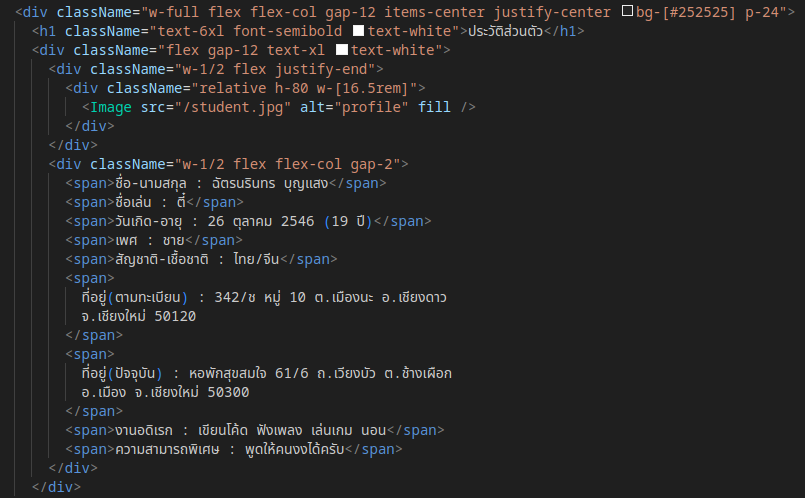 <div className="w-full flex flex-col gap-12 items-center justify-center bg-[#252525] p-24">
<h1 className="text-6xl font-semibold text-white">ประวัติส่วนตัว</h1>
<div className="flex gap-12 text-xl text-white">
<div className="w-1/2 flex justify-end">
<div className="relative h-80 w-[16.5rem]">
<Image src="/student.jpg" alt="profile" fill />
</div>
</div>
<div className="w-1/2 flex flex-col gap-2">
<span>ชื่อ-นามสกุล : ฉัตรนรินทร บุญแสง</span>
<span>ชื่อเล่น : ตี๋</span>
<span>วันเกิด-อายุ : 26 ตุลาคม 2546 (19 ปี)</span>
<span>เพศ : ชาย</span>
<span>สัญชาติ-เชื้อชาติ : ไทย/จีน</span>
<span>
ที่อยู่(ตามทะเบียน) : 342/ช หมู่ 10 ต.เมืองนะ อ.เชียงดาว
จ.เชียงใหม่ 50120
</span>
<span>
ที่อยู่(ปัจจุบัน) : หอพักสุขสมใจ 61/6 ถ.เวียงบัว ต.ช้างเผือก
อ.เมือง จ.เชียงใหม่ 50300
</span>
<span>งานอดิเรก : เขียนโค้ด ฟังเพลง เล่นเกม นอน</span>
<span>ความสามารถพิเศษ : พูดให้คนงงได้ครับ</span>
</div>
</div>